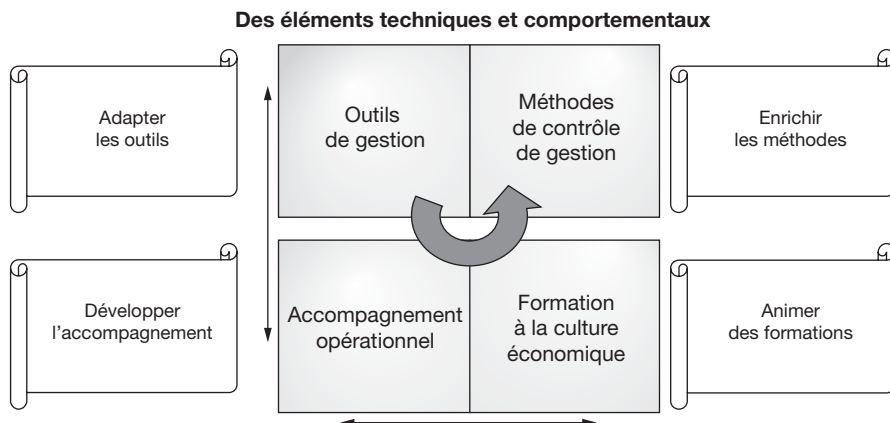 Des éléments techniques et comportementaux
Adapter
les outils
Outils
de gestion
Méthodes
de contrôle
de gestion
Enrichir
les méthodes
Développer
l’accompagnement
Accompagnement
opérationnel
Formation
à la culture
économique
Animer
des formations